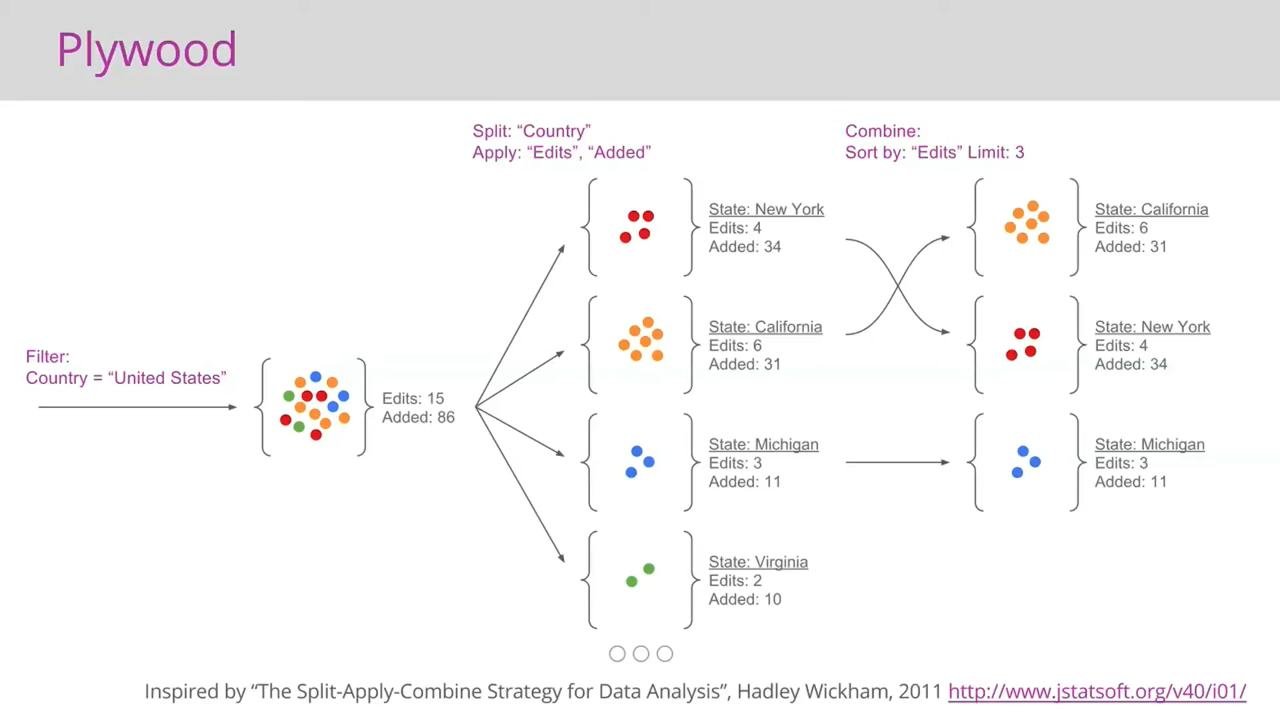 Plywood
Filter:
Country = “United States”
Edits: 15
Added: 86
Split: “Country”
Apply: “Edits”, “Added”
State: New York
Edits: 4
Added: 34
State: California
Edits: 6
Added: 31
State: Michigan
Edits: 3
Added: 11
State: Virginia
Edits: 2
Added: 10
Combine:
Sort by: “Edits” Limit: 3
State: California
Edits: 6
Added: 31
State: New York
Edits: 4
Added: 34
State: Michigan
Edits: 3
Added: 11
Inspired by “The Split-Apply-Combine Strategy for Data Analysis”, Hadley Wickham, 2011 http://www.jstatsoft.org/v40/i01/